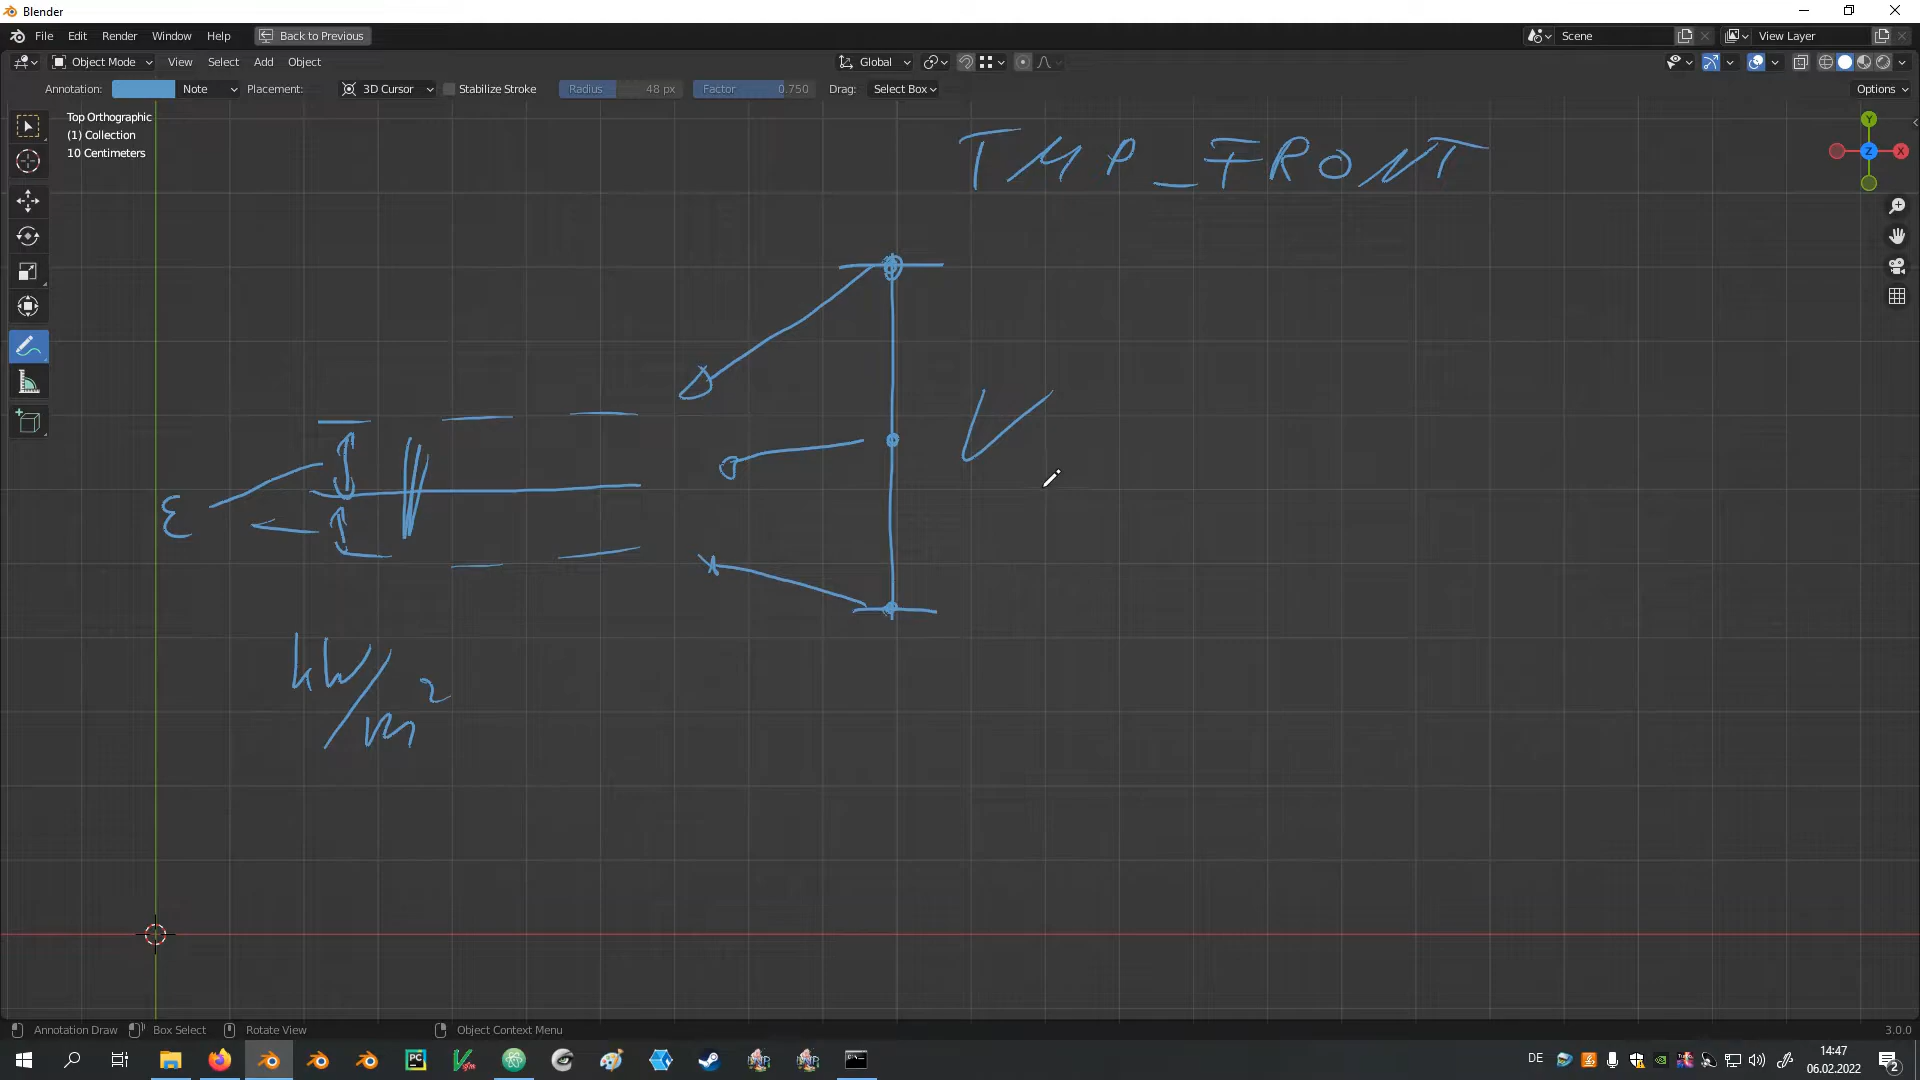 Blender
File Edit Render Window Help Back to Previous Scene View Layer
Object Mode View Select Add Object Global
Annotation: Note Placement: 3D Cursor Stabilize Stroke Radius 48 px Factor 0.750 Drag: Select Box Options
Top Orthographic
(1) Collection
10 Centimeters
Y
Z X
TMP_FRONT
V
ε
kW/m²
Annotation Draw Box Select Rotate View Object Context Menu 3.0.0
PC
DE 14:47
06.02.2022
2